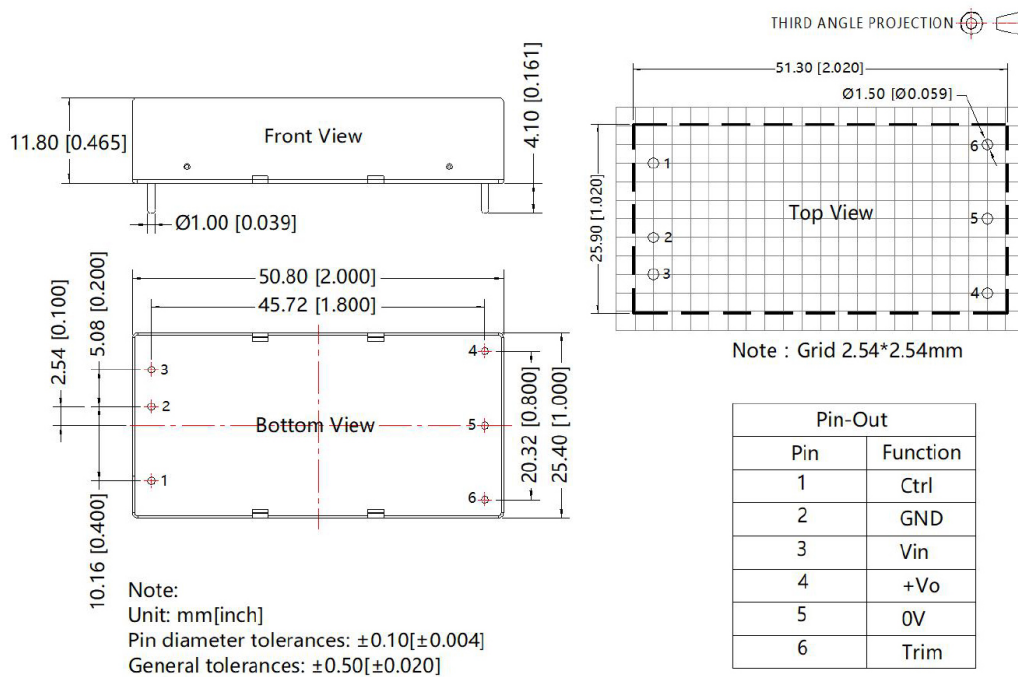 THIRD ANGLE PROJECTION
51.30 [2.020]
Ø1.50 [Ø0.059]
11.80 [0.465]
Front View
4.10 [0.161]
Ø1.00 [0.039]
25.90 [1.020]
1
2
3
Top View
6
5
4
Note : Grid 2.54*2.54mm
50.80 [2.000]
45.72 [1.800]
2.54 [0.100]
5.08 [0.200]
10.16 [0.400]
3
2
1
Bottom View
4
5
6
20.32 [0.800]
25.40 [1.000]
Note:
Unit: mm[inch]
Pin diameter tolerances: ±0.10[±0.004]
General tolerances: ±0.50[±0.020]
Pin-Out
Pin Function
1 Ctrl
2 GND
3 Vin
4 +Vo
5 0V
6 Trim